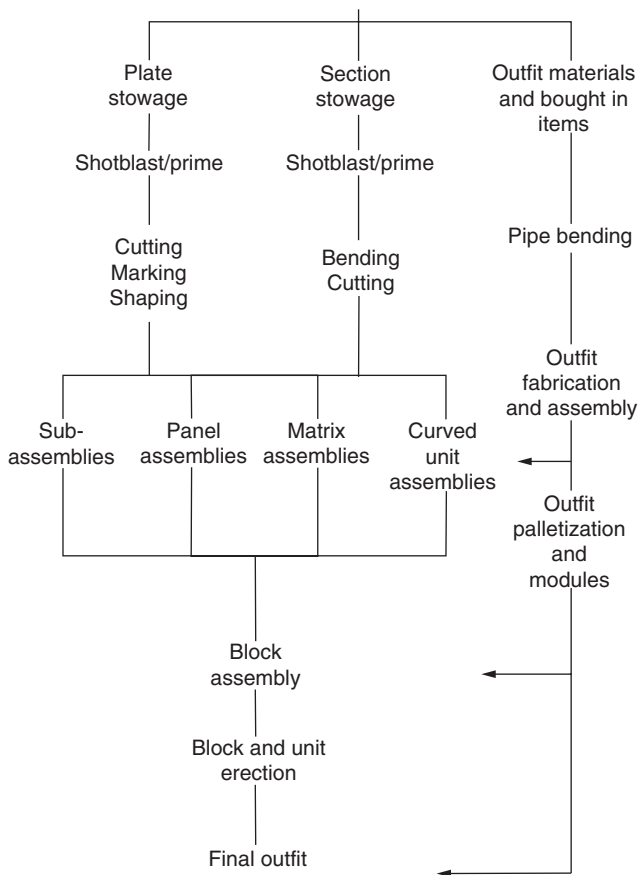 Plate
stowage
Section
stowage
Outfit materials
and bought in
items
Shotblast/prime
Shotblast/prime
Cutting
Marking
Shaping
Bending
Cutting
Pipe bending
Outfit
fabrication
and assembly
Sub-
assemblies
Panel
assemblies
Matrix
assemblies
Curved
unit
assemblies
Outfit
palletization
and
modules
Block
assembly
Block and unit
erection
Final outfit